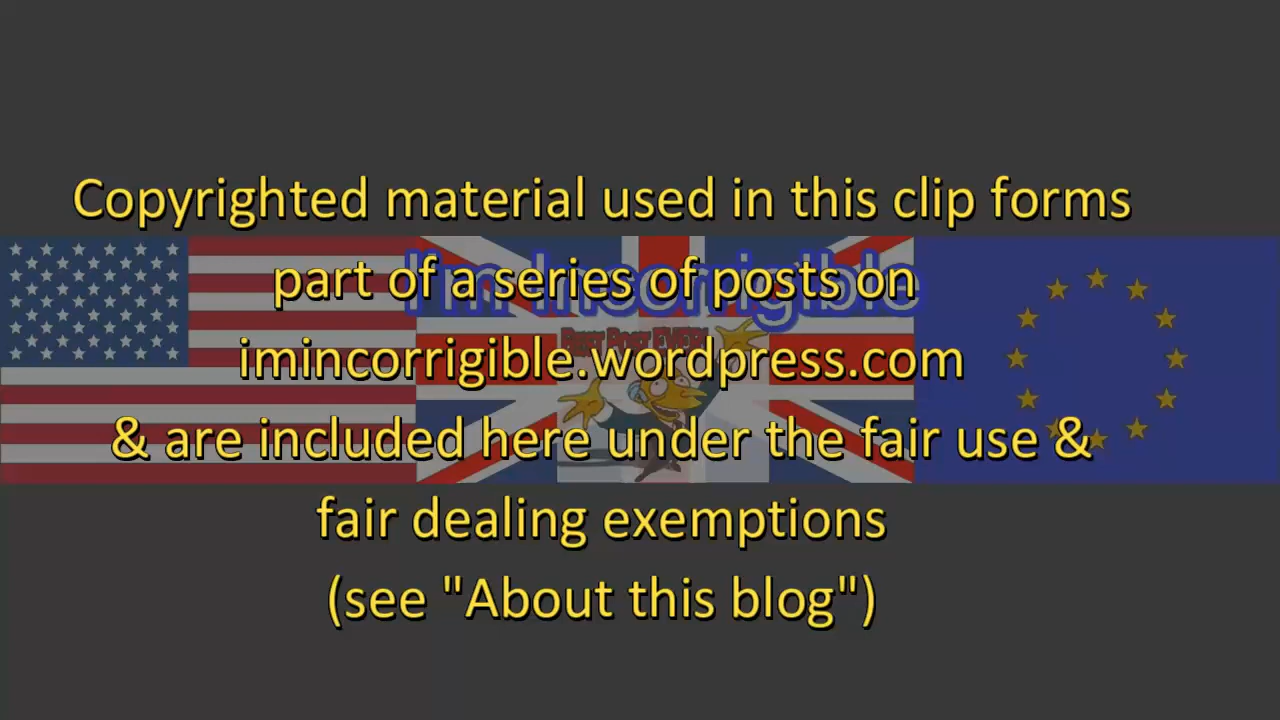 Copyrighted material used in this clip forms
part of a series of posts on
I'm Incorrigible
imincorrigible.wordpress.com
& are included here under the fair use &
fair dealing exemptions
(see "About this blog")